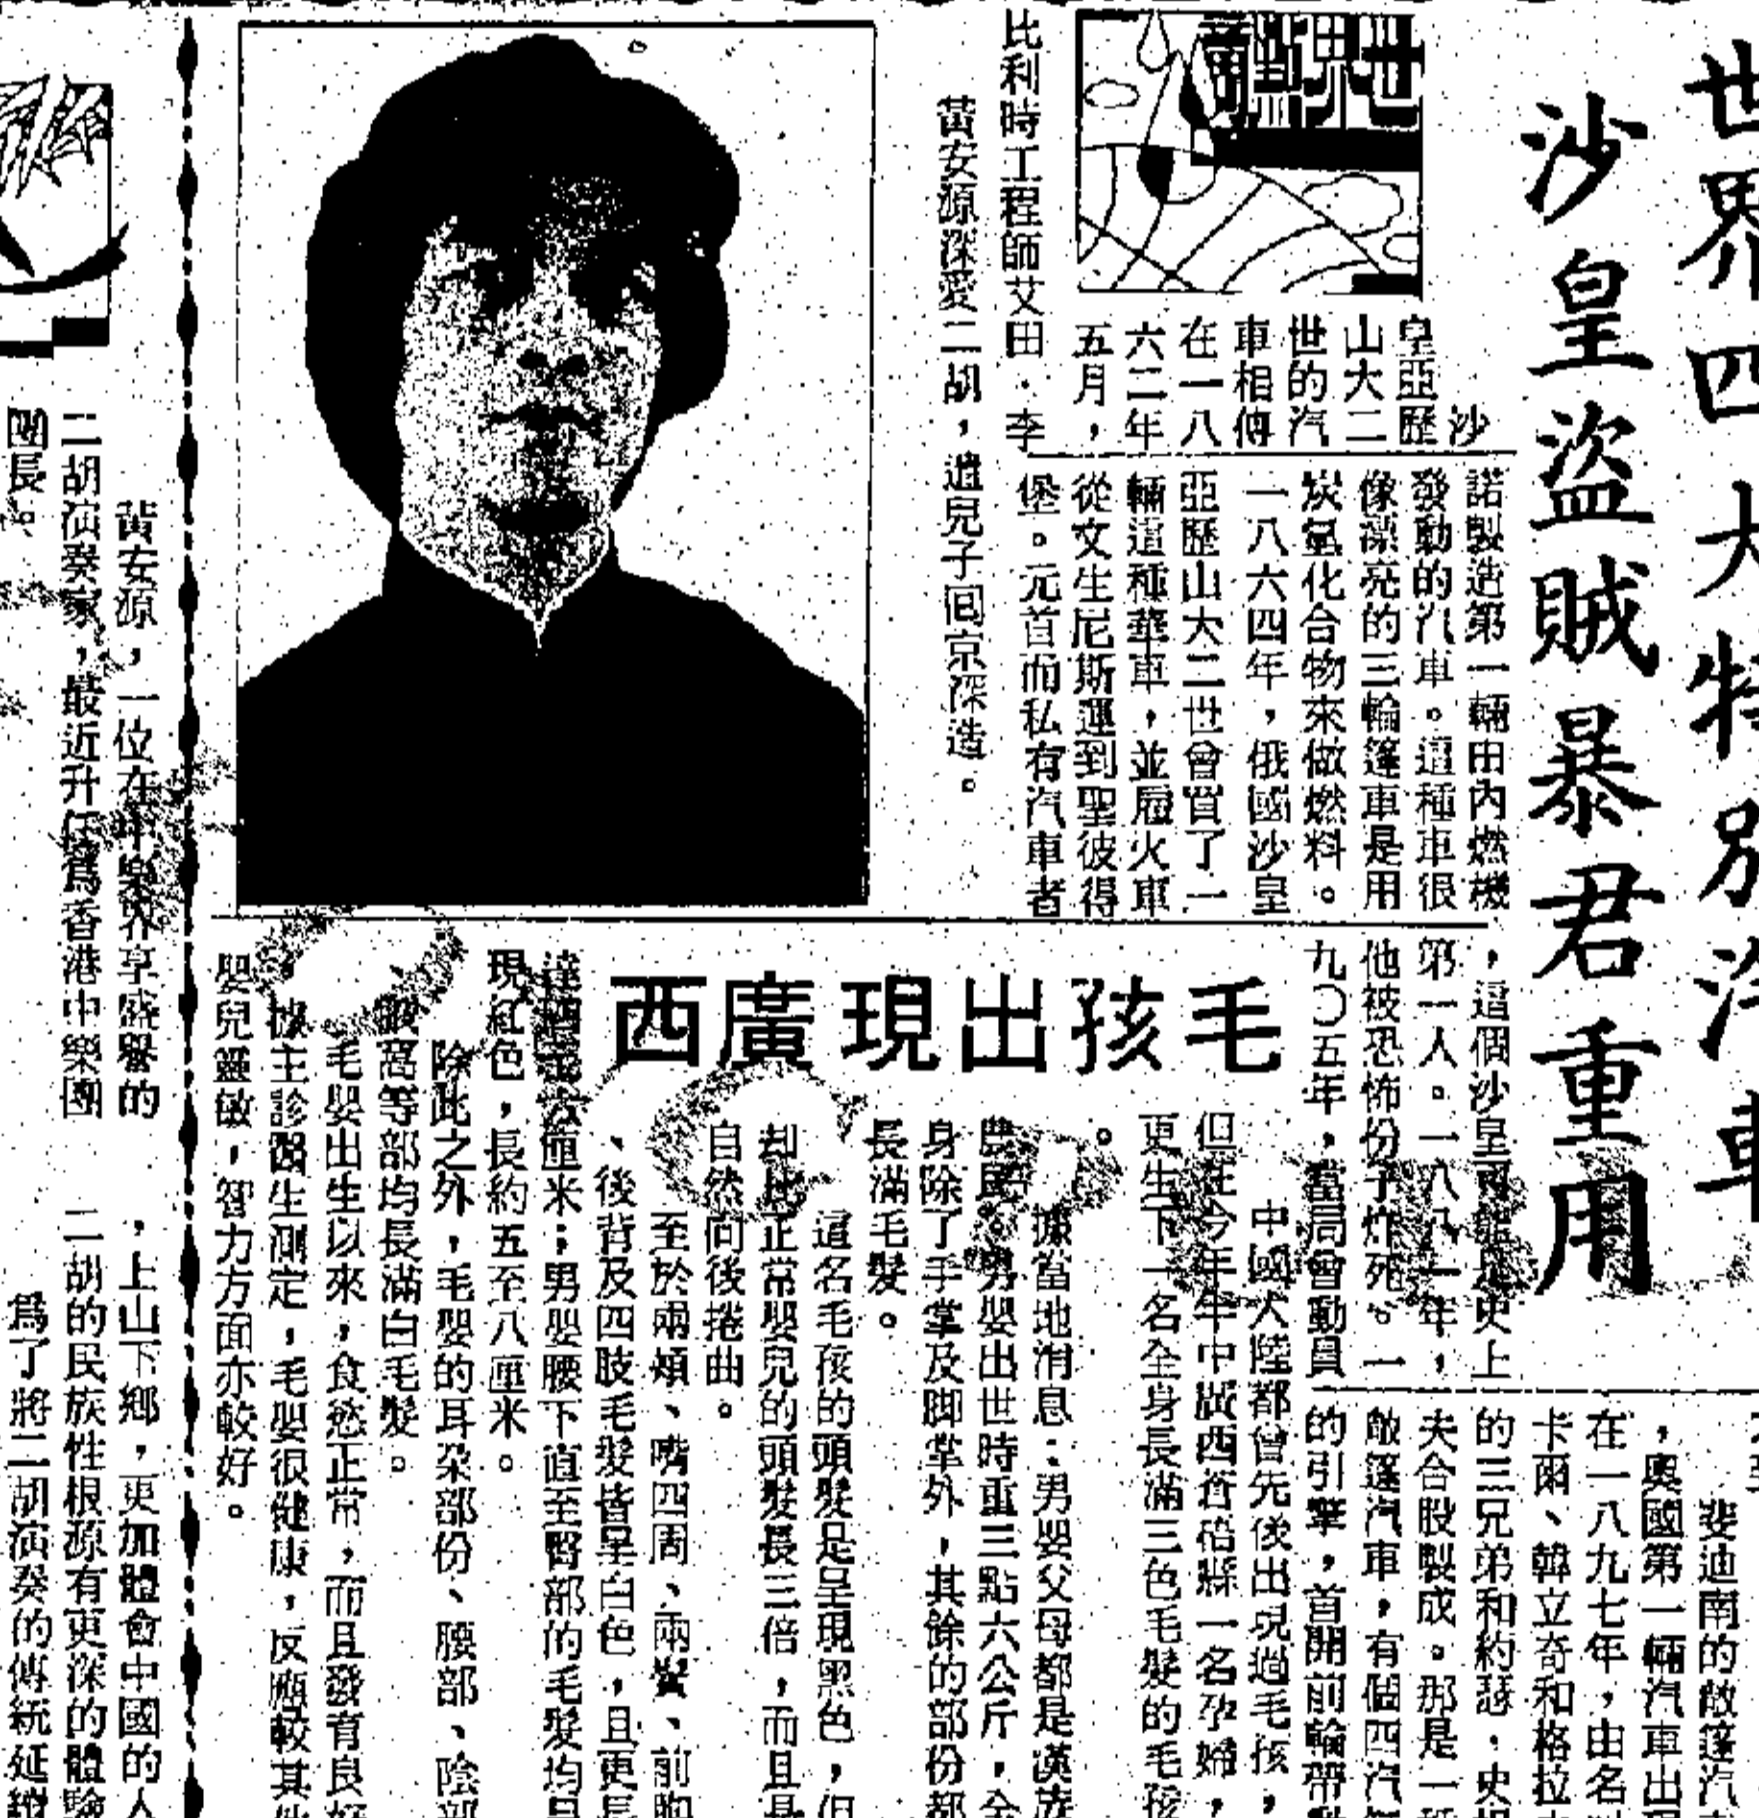 世界四大特別汽車
沙皇盜賊暴君重用
世界點滴
沙
皇亞歷
山大二
世的汽
車相傳
在一八
六二年
五月，
比利時工程師艾田·李
諾製造第一輛由內燃機
發動的汽車。這種車很
像漂亮的三輪篷車是用
炭氫化合物來做燃料。
一八六四年，俄國沙皇
亞歷山大二世曾買了一
輛這種華車，並用火車
從文生尼斯運到聖彼得
堡。元首而私有汽車者
，這個沙皇可能是史上
第一人。一八八一年，
他被恐怖份子炸死。一
九〇五年，當局曾動員
斐迪南的敞篷汽
，奧國第一輛汽車出現
在一八九七年，由名叫
卡爾、韓立奇和格拉
的三兄弟和約瑟·史
夫合股製成。那是一
敞篷汽車，有個四汽
的引擎，首開前輪帶動
黃安源深愛二胡，遣兒子囘京深造。
毛孩出現廣西
中國大陸都曾先後出現過毛孩，
但在今年年中廣西蒼梧縣一名孕婦，
更生下一名全身長滿三色毛髮的毛孩
。
據當地消息：男嬰父母都是漢族
農民。男嬰出世時重三點六公斤，全
身除了手掌及脚掌外，其餘的部份都
長滿毛髮。
這名毛孩的頭髮是呈現黑色，但
却比正常嬰兒的頭髮長三倍，而且是
自然向後捲曲。
至於兩頰、嘴四周、兩鬢、前胸
、後背及四肢毛髮皆呈白色，且更長
厘米；男嬰腰下直至臀部的毛髮均呈
現紅色，長約五至八厘米。
除此之外，毛嬰的耳朶部份、腰部、陰部
窩等部均長滿白毛髮。
毛嬰出生以來，食慾正常，而且發育良好
，據主診醫生測定，毛嬰很健康，反應較其他
嬰兒靈敏，智力方面亦較好。
黃安源，一位在中樂界享盛譽的
二胡演奏家，最近升任爲香港中樂團
團長。
，上山下鄉，更加體會中國的人
二胡的民族性根源有更深的體驗
爲了將二胡演奏的傳統延續